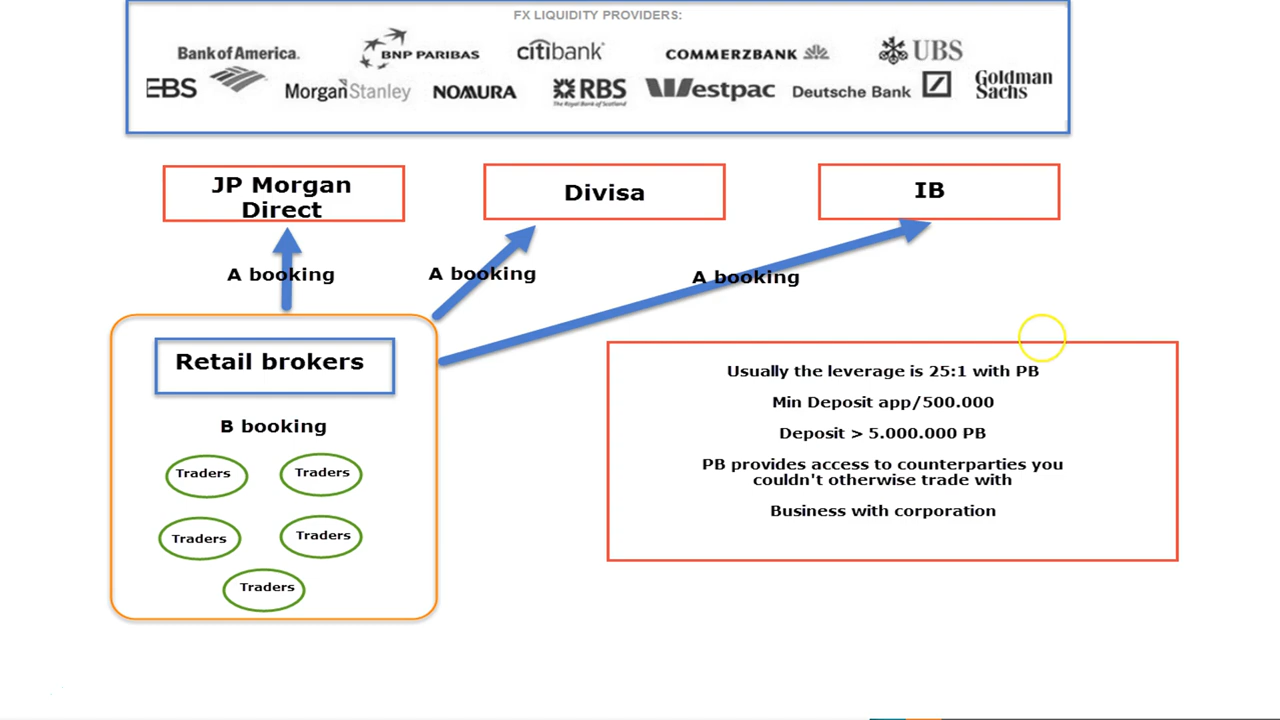 FX LIQUIDITY PROVIDERS:
Bank of America.
BNP PARIBAS
citibank
COMMERZBANK
UBS
EBS
Morgan Stanley
NOMURA
RBS
The Royal Bank of Scotland
Westpac
Deutsche Bank
Goldman
Sachs
JP Morgan
Direct
Divisa
IB
A booking
A booking
A booking
Retail brokers
B booking
Traders
Traders
Traders
Traders
Traders
Usually the leverage is 25:1 with PB
Min Deposit app/500.000
Deposit > 5.000.000 PB
PB provides access to counterparties you
couldn't otherwise trade with
Business with corporation